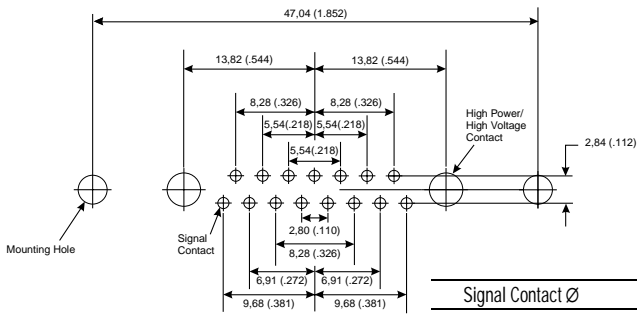 47,04 (1.852)
13,82 (.544) 13,82 (.544)
8,28 (.326) 8,28 (.326)
High Power/
High Voltage
Contact
5,54(.218) 5,54(.218)
2,84 (.112)
5,54(.218)
Mounting Hole
Signal
Contact
2,80 (.110)
8,28 (.326)
6,91 (.272) 6,91 (.272)
9,68 (.381) 9,68 (.381)
Signal Contact Ø